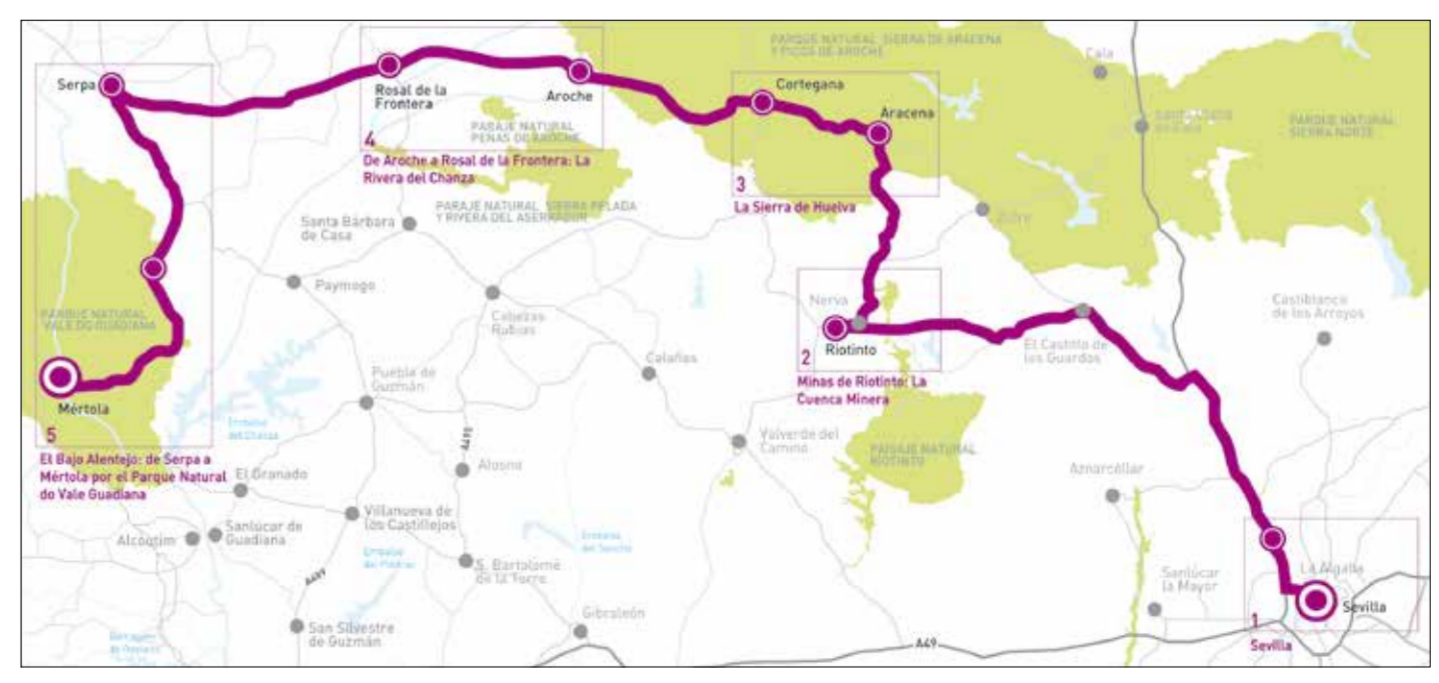 PARQUE NATURAL SIERRA DE ARACENA
Y PICOS DE AROCHE
Cala
Serpa
Rosal de la
Frontera
Aroche
Cortegana
Aracena
PARQUE NATURAL
SIERRA NORTE
PARAJE NATURAL
PEÑAS DE AROCHE
4
De Aroche a Rosal de la Frontera: La
Rivera del Chanza
3
La Sierra de Huelva
PARAJE NATURAL SIERRA PELADA
Y RIVERA DEL ASERRADOR
Santa Bárbara
de Casa
Zufre
Paymogo
Nerva
Cabezas
Rubias
Castiblanco
de los Arroyos
PARQUE NATURAL
VALE DO GUADIANA
Riotinto
2
Minas de Riotinto: La
Cuenca Minera
El Castillo de
los Guardas
Calañas
Puebla de
Guzmán
Mértola
5
El Bajo Alentejo: de Serpa a
Mértola por el Parque Natural
do Vale Guadiana
Embalse
del Chanza
Valverde del
Camino
PAISAJE NATURAL
RIOTINTO
El Granado
Alosno
Aznarcóllar
Villanueva de
los Castillejos
Alcoutim
Sanlúcar de
Guadiana
Embalse
del Piedras
A499
S. Bartolomé
de la Torre
Sanlúcar
la Mayor
La Algaba
Sevilla
1
Sevilla
San Silvestre
de Guzmán
Gibraleón
A49